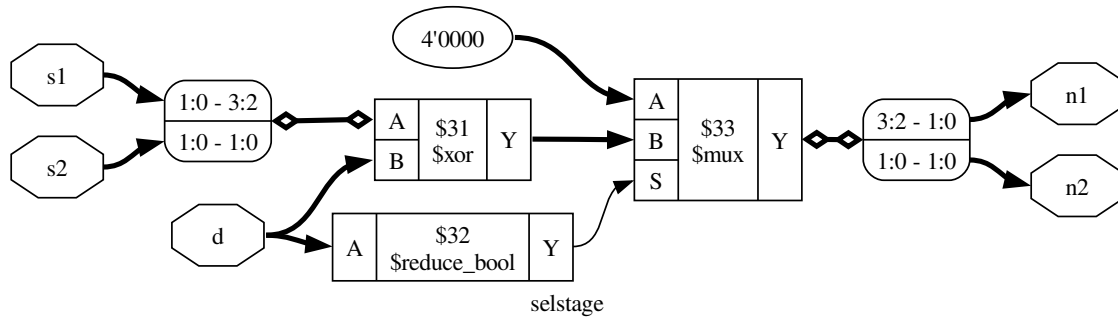 s1
s2
1:0 - 3:2
1:0 - 1:0
d
4'0000
A
B
$31
$xor
Y
A
$32
$reduce_bool
Y
A
B
S
$33
$mux
Y
3:2 - 1:0
1:0 - 1:0
n1
n2
selstage